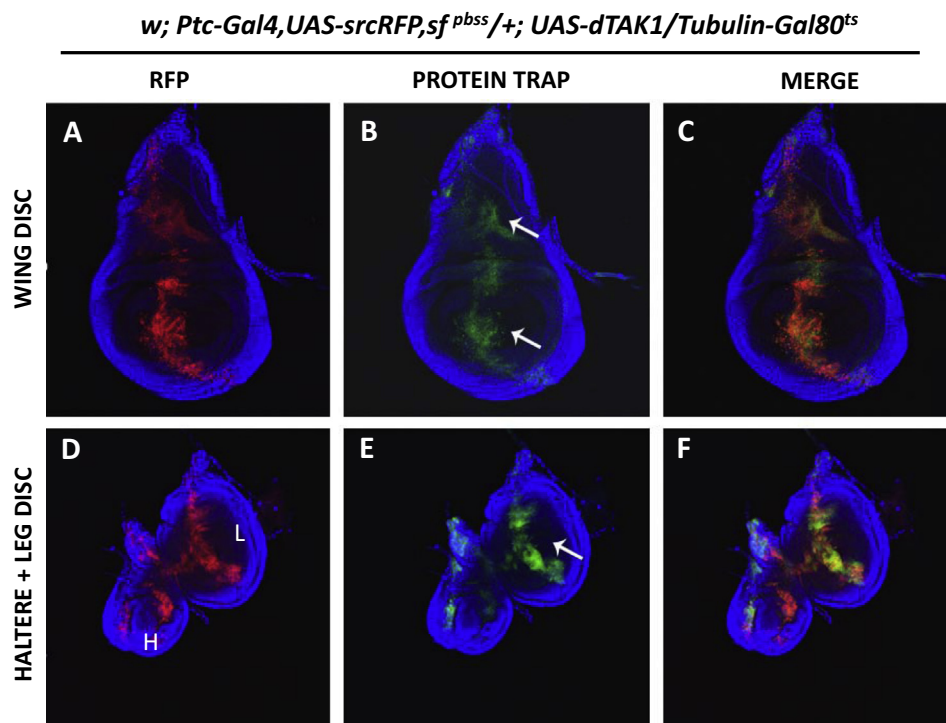 w; Ptc-Gal4,UAS-srcRFP,sf pbss/+; UAS-dTAK1/Tubulin-Gal80ts
RFP PROTEIN TRAP MERGE
WING DISC
A B C
HALTERE + LEG DISC
D E F
L
H